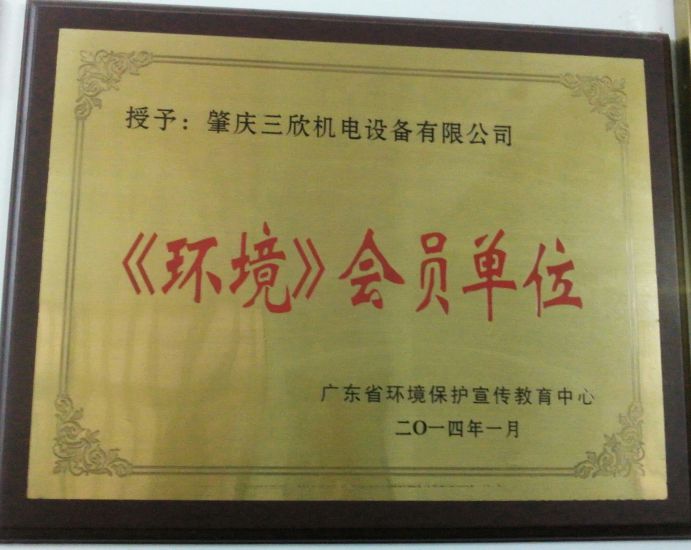 授予：肇庆三欣机电设备有限公司
《环境》会员单位
广东省环境保护宣传教育中心
二〇一四年一月